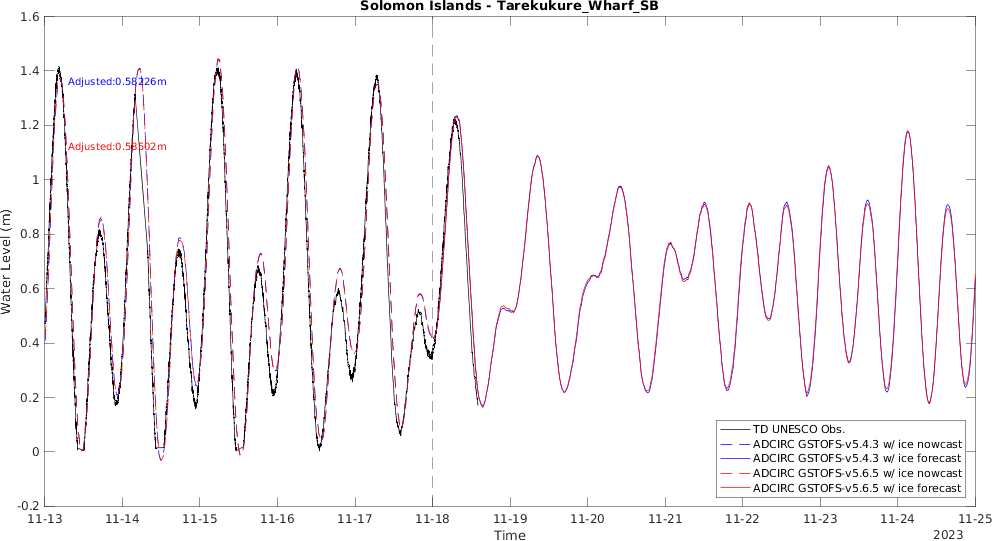 Solomon Islands - Tarekukure_Wharf_SB
1.6
1.4
1.2
1
0.8
0.6
0.4
0.2
0
-0.2
Water Level (m)
Adjusted:0.58226m
Adjusted:0.58502m
TD UNESCO Obs.
ADCIRC GSTOFS-v5.4.3 w/ ice nowcast
ADCIRC GSTOFS-v5.4.3 w/ ice forecast
ADCIRC GSTOFS-v5.6.5 w/ ice nowcast
ADCIRC GSTOFS-v5.6.5 w/ ice forecast
11-13 11-14 11-15 11-16 11-17 11-18 11-19 11-20 11-21 11-22 11-23 11-24 11-25
Time
2023